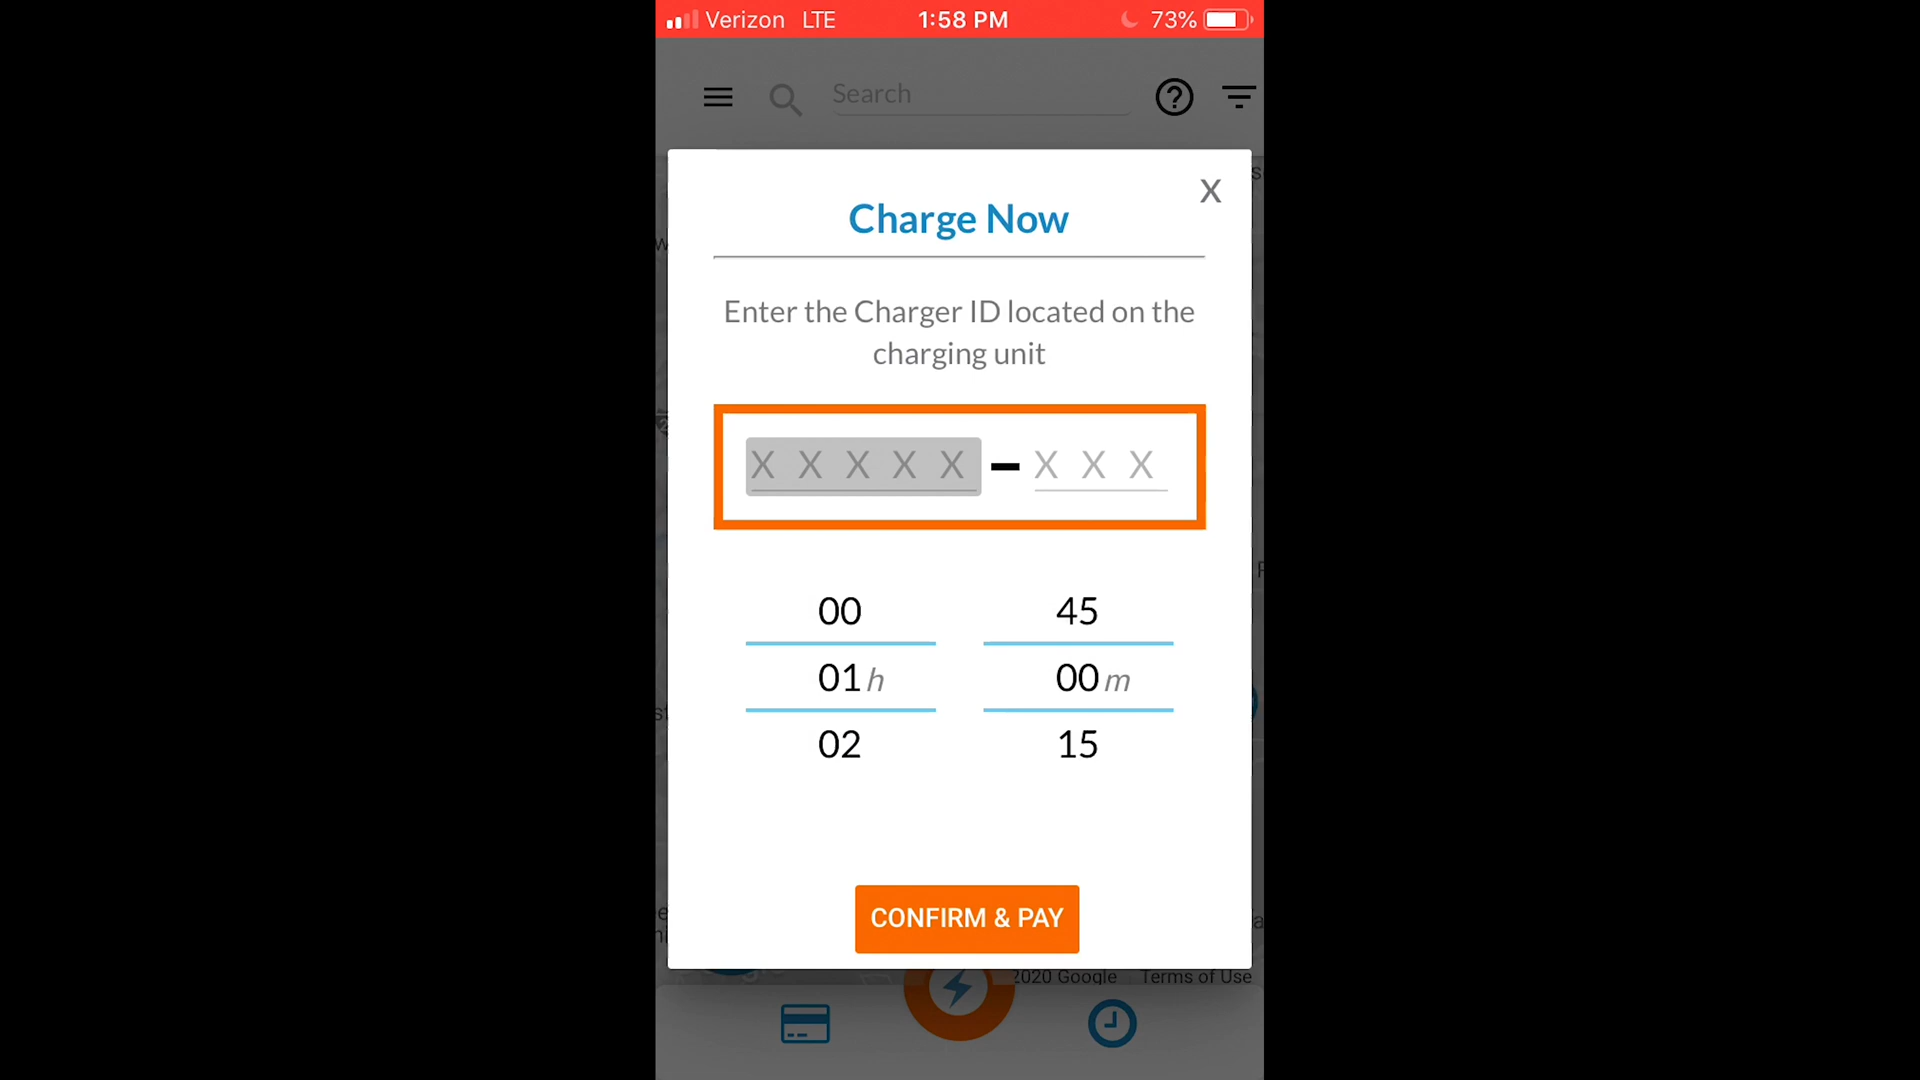 Verizon LTE 1:58 PM 73%
Search
X
Charge Now
Enter the Charger ID located on the
charging unit
X X X X X – X X X
00 45
01 h 00 m
02 15
CONFIRM & PAY
2020 Google Terms of Use